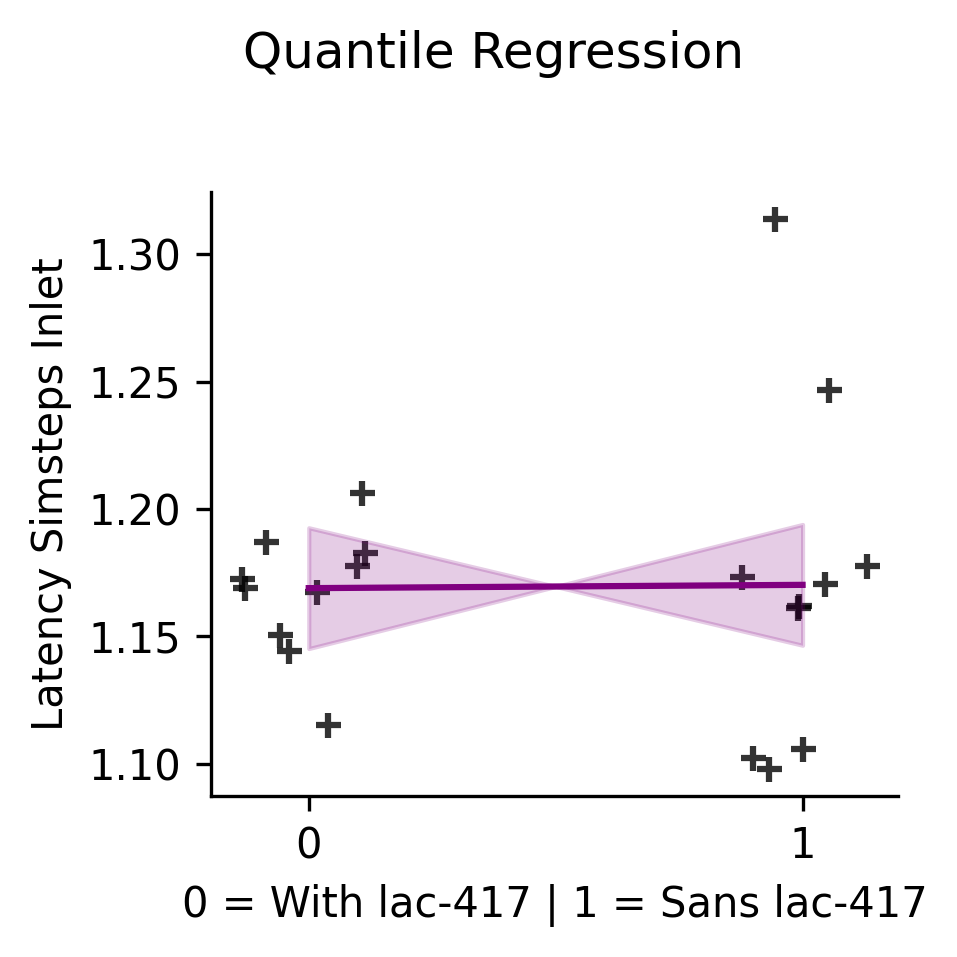 Quantile Regression
Latency Simsteps Inlet
1.30
1.25
1.20
1.15
1.10
0
1
0 = With lac-417 | 1 = Sans lac-417